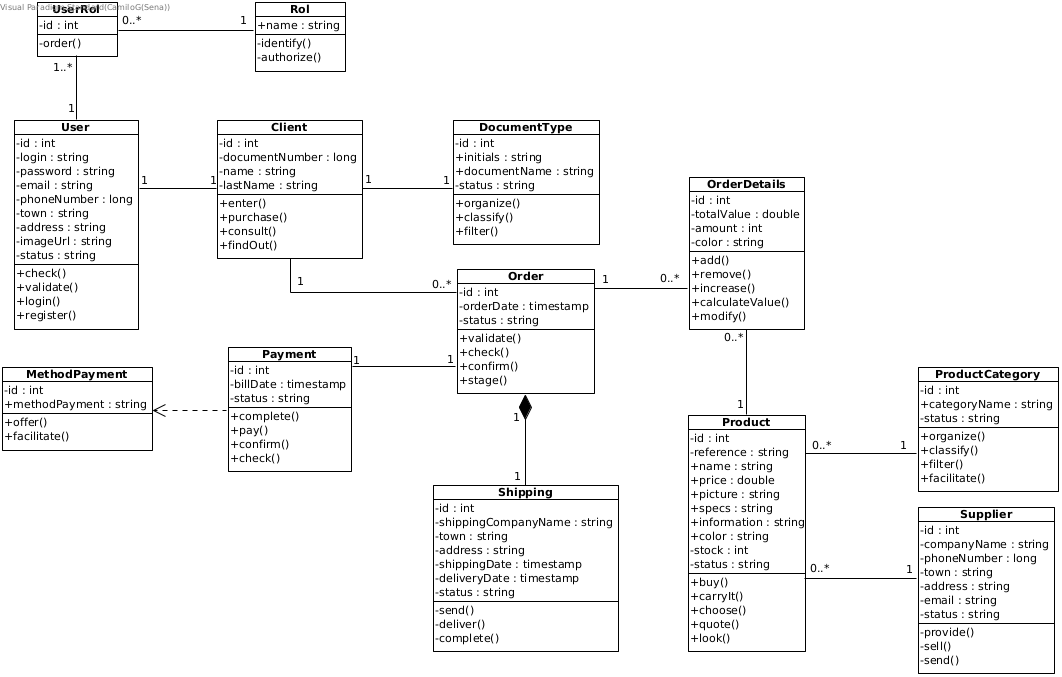 Visual Paradigm Standard(CamiloG(Sena))
UserRol
-id : int
-order()
0..*
1
Rol
+name : string
-identify()
-authorize()
1..*
1
User
-id : int
-login : string
-password : string
-email : string
-phoneNumber : long
-town : string
-address : string
-imageUrl : string
-status : string
+check()
+validate()
+login()
+register()
1
1
Client
-id : int
-documentNumber : long
-name : string
-lastName : string
+enter()
+purchase()
+consult()
+findOut()
1
1
DocumentType
-id : int
+initials : string
+documentName : string
-status : string
+organize()
+classify()
+filter()
1
0..*
Order
-id : int
-orderDate : timestamp
-status : string
+validate()
+check()
+confirm()
+stage()
1
0..*
OrderDetails
-id : int
-totalValue : double
-amount : int
-color : string
+add()
+remove()
+increase()
+calculateValue()
+modify()
0..*
1
MethodPayment
-id : int
+methodPayment : string
+offer()
+facilitate()
Payment
-id : int
-billDate : timestamp
-status : string
+complete()
+pay()
+confirm()
+check()
1
1
1
1
Shipping
-id : int
-shippingCompanyName : string
-town : string
-address : string
-shippingDate : timestamp
-deliveryDate : timestamp
-status : string
-send()
-deliver()
-complete()
Product
-id : int
-reference : string
+name : string
+price : double
+picture : string
+specs : string
+information : string
+color : string
-stock : int
-status : string
+buy()
+carryIt()
+choose()
+quote()
+look()
0..*
1
ProductCategory
-id : int
+categoryName : string
-status : string
+organize()
+classify()
+filter()
+facilitate()
0..*
1
Supplier
-id : int
-companyName : string
-phoneNumber : long
-town : string
-address : string
-email : string
-status : string
-provide()
-sell()
-send()